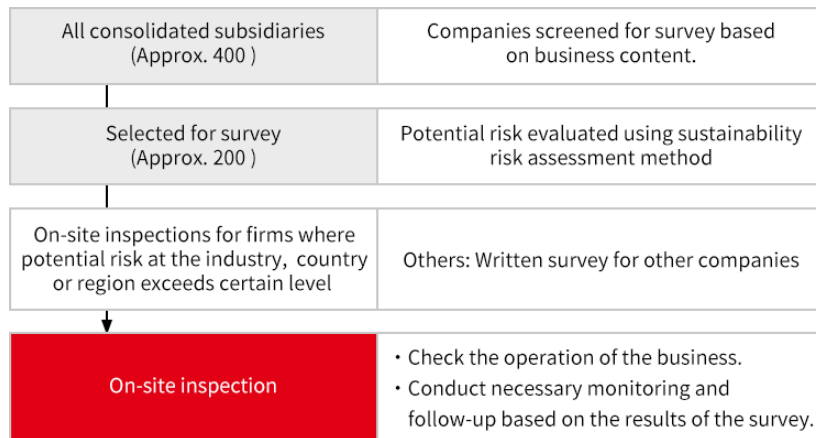 All consolidated subsidiaries
(Approx. 400 )
Companies screened for survey based
on business content.
Selected for survey
(Approx. 200 )
Potential risk evaluated using sustainability
risk assessment method
On-site inspections for firms where
potential risk at the industry, country
or region exceeds certain level
Others: Written survey for other companies
On-site inspection
・Check the operation of the business.
・Conduct necessary monitoring and
follow-up based on the results of the survey.